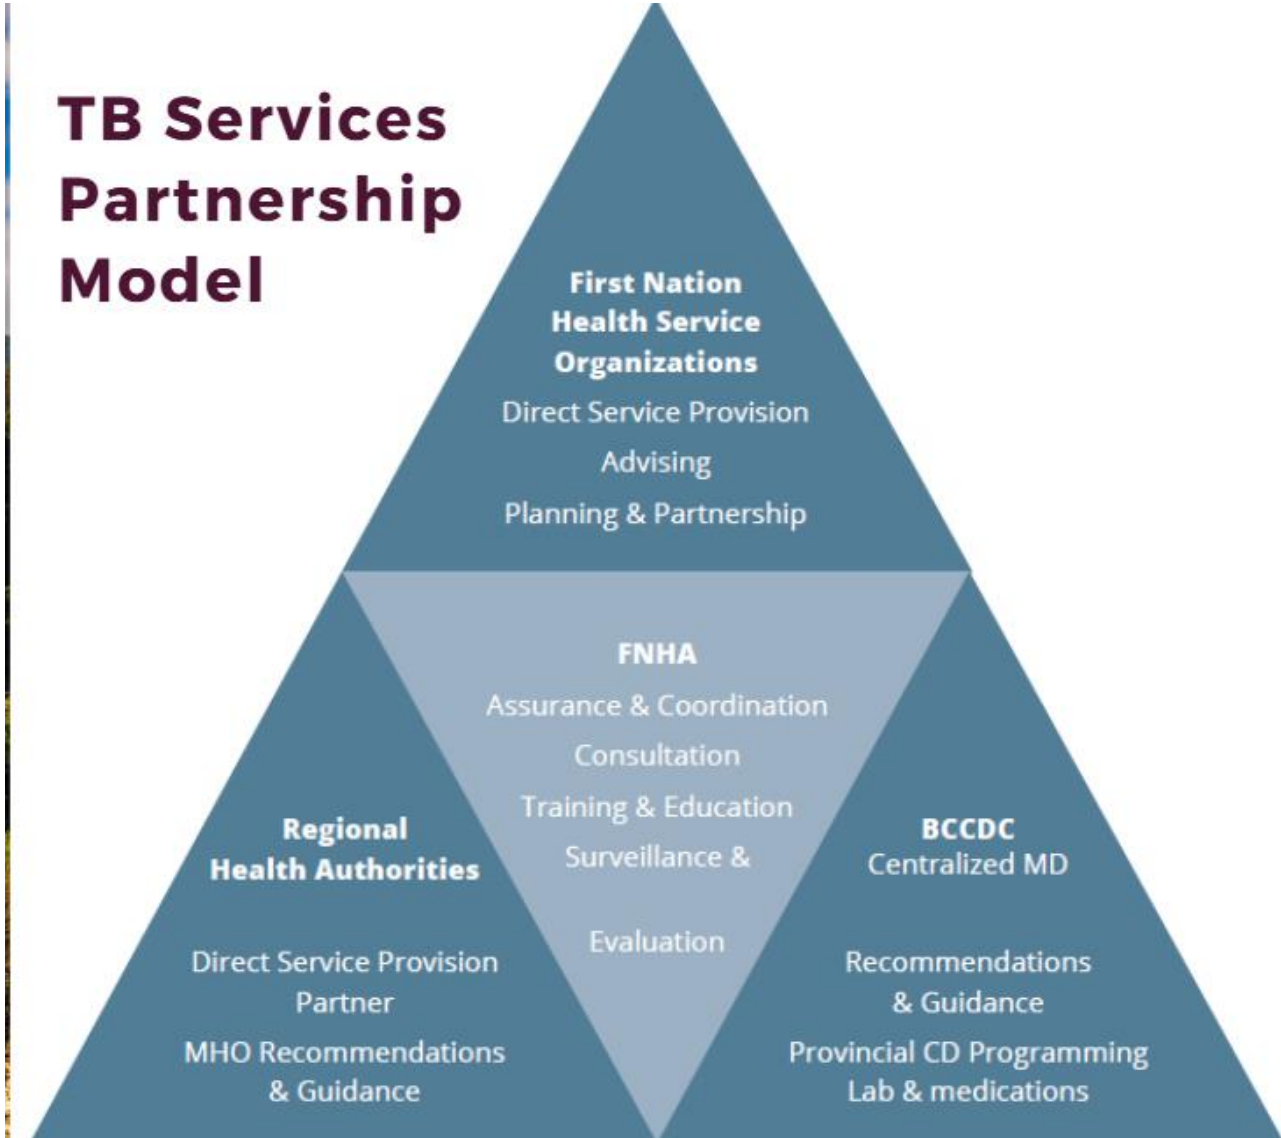 TB Services
Partnership
Model
First Nation
Health Service
Organizations
Direct Service Provision
Advising
Planning & Partnership
FNHA
Assurance & Coordination
Consultation
Training & Education
Surveillance &
Evaluation
Regional
Health Authorities
Direct Service Provision
Partner
MHO Recommendations
& Guidance
BCCDC
Centralized MD
Recommendations
& Guidance
Provincial CD Programming
Lab & medications